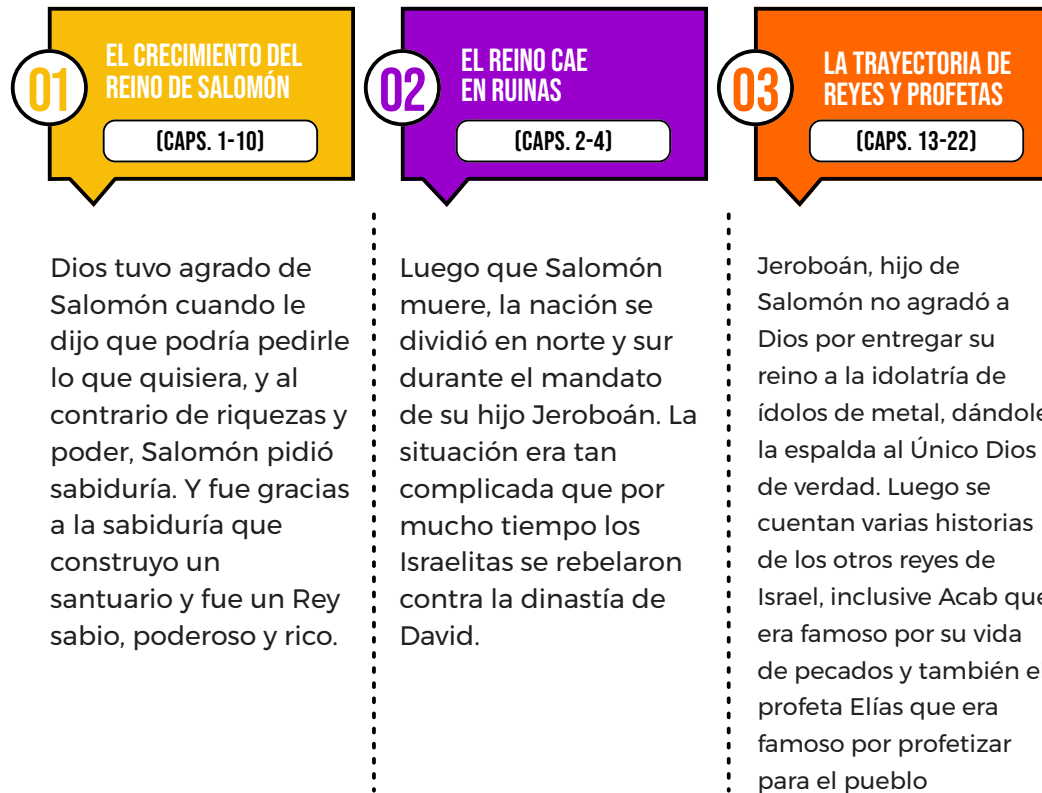 01
EL CRECIMIENTO DEL
REINO DE SALOMÓN
(CAPS. 1-10)
Dios tuvo agrado de
Salomón cuando le
dijo que podría pedirle
lo que quisiera, y al
contrario de riquezas y
poder, Salomón pidió
sabiduría. Y fue gracias
a la sabiduría que
construyo un
santuario y fue un Rey
sabio, poderoso y rico.
02
EL REINO CAE
EN RUINAS
(CAPS. 2-4)
Luego que Salomón
muere, la nación se
dividió en norte y sur
durante el mandato
de su hijo Jeroboán. La
situación era tan
complicada que por
mucho tiempo los
Israelitas se rebelaron
contra la dinastía de
David.
03
LA TRAYECTORIA DE
REYES Y PROFETAS
(CAPS. 13-22)
Jeroboán, hijo de
Salomón no agradó a
Dios por entregar su
reino a la idolatría de
ídolos de metal, dándole
la espalda al Único Dios
de verdad. Luego se
cuentan varias historias
de los otros reyes de
Israel, inclusive Acab que
era famoso por su vida
de pecados y también el
profeta Elías que era
famoso por profetizar
para el pueblo